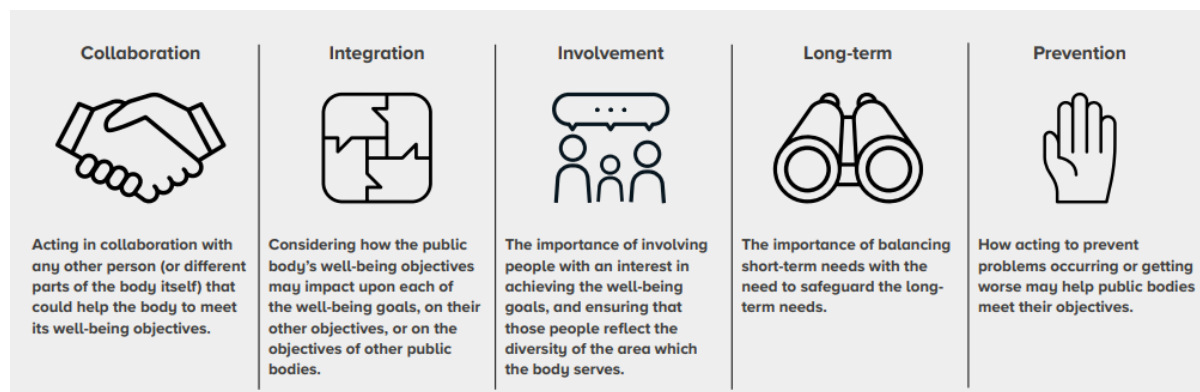 Collaboration
Acting in collaboration with
any other person (or different
parts of the body itself) that
could help the body to meet
its well-being objectives.
Integration
Considering how the public
body's well-being objectives
may impact upon each of
the well-being goals, on their
other objectives, or on the
objectives of other public
bodies.
Involvement
The importance of involving
people with an interest in
achieving the well-being
goals, and ensuring that
those people reflect the
diversity of the area which
the body serves.
Long-term
The importance of balancing
short-term needs with the
need to safeguard the long-
term needs.
Prevention
How acting to prevent
problems occurring or getting
worse may help public bodies
meet their objectives.